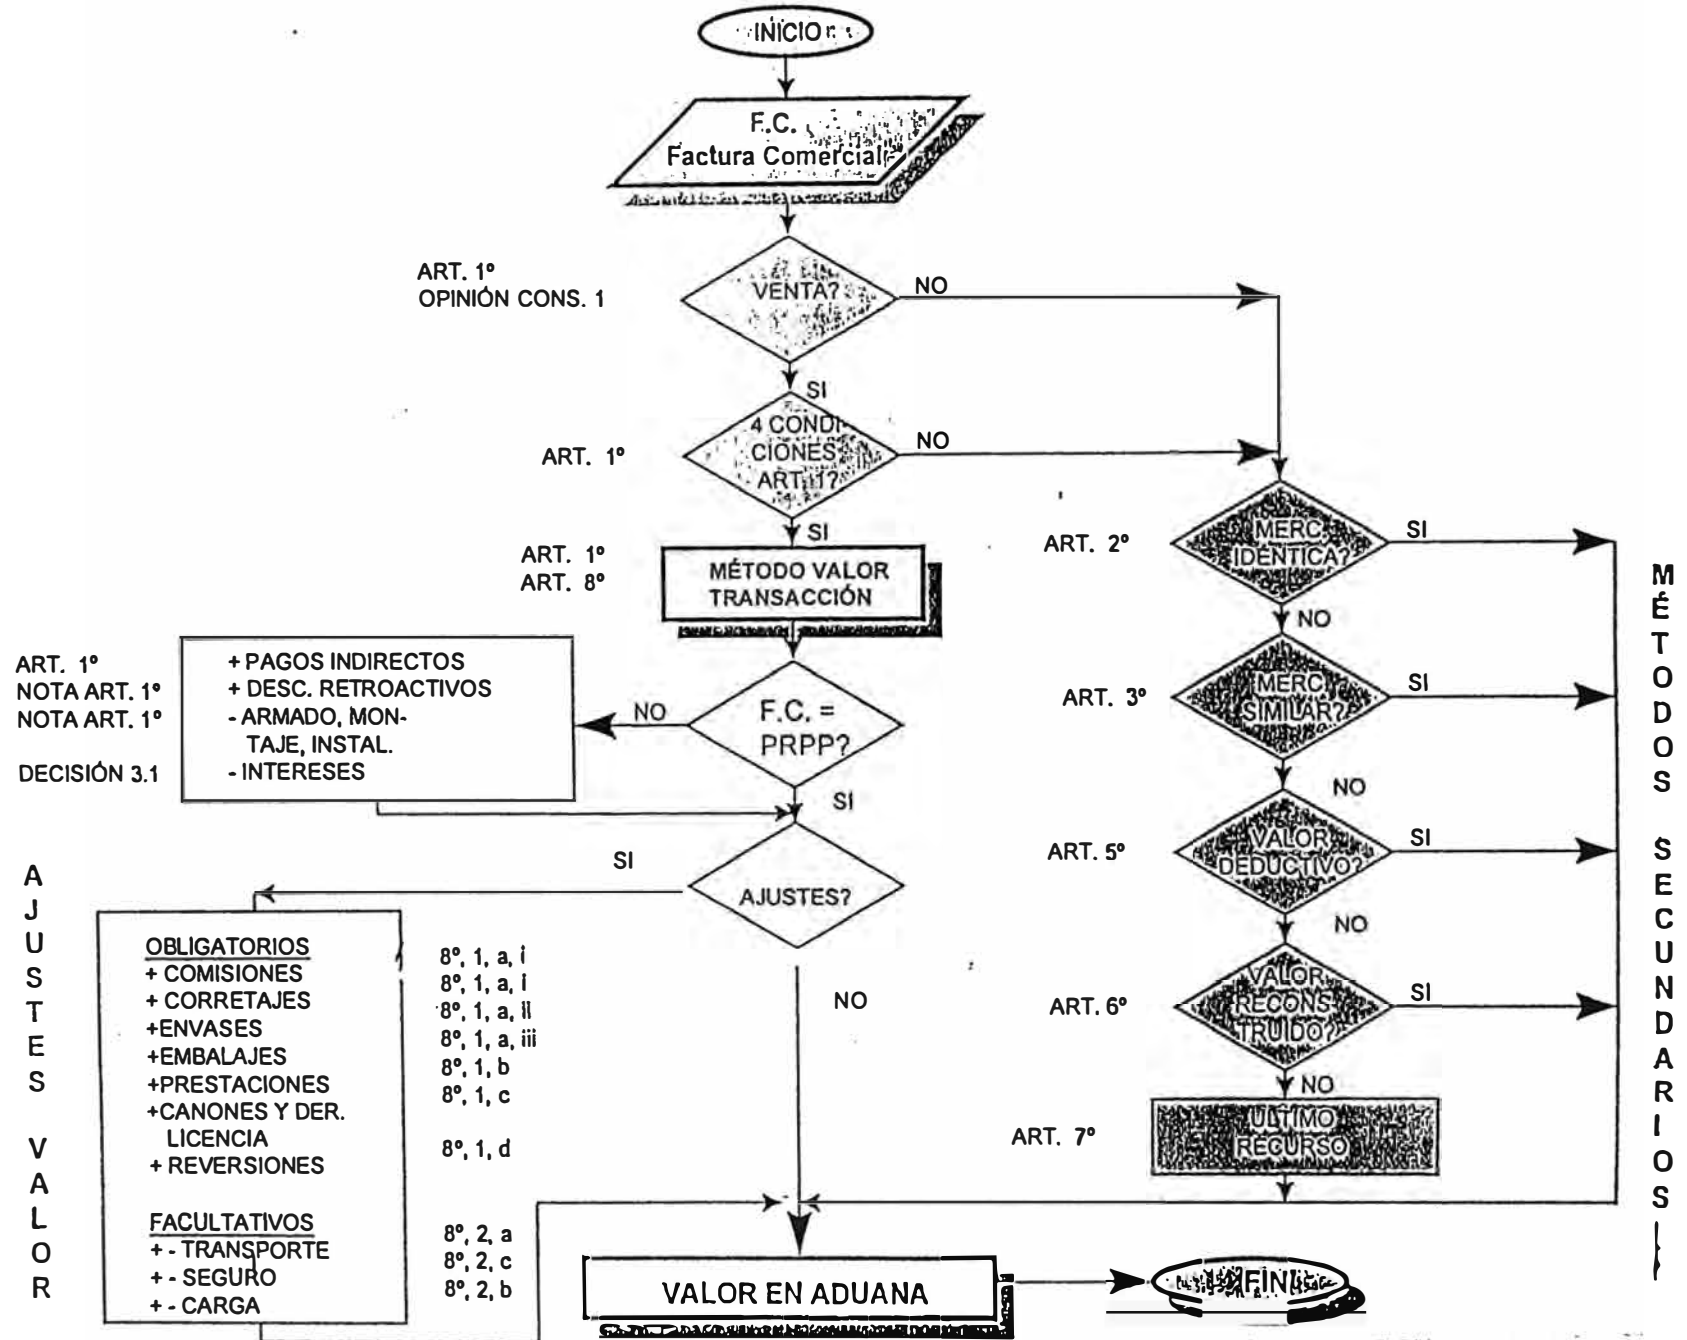 INICIO
F.C.
Factura Comercial
ART. 1º
OPINIÓN CONS. 1
VENTA?
NO
SI
ART. 1º
4 CONDI-
CIONES
ART. 1?
NO
SI
ART. 1º
ART. 8º
MÉTODO VALOR
TRANSACCIÓN
ART. 1º
NOTA ART. 1º
NOTA ART. 1º
DECISIÓN 3.1
+ PAGOS INDIRECTOS
+ DESC. RETROACTIVOS
- ARMADO, MON-
TAJE, INSTAL.
- INTERESES
NO
F.C. =
PRPP?
SI
AJUSTES?
SI
NO
AJUSTES VALOR
OBLIGATORIOS
+ COMISIONES
+ CORRETAJES
+ENVASES
+EMBALAJES
+PRESTACIONES
+CANONES Y DER.
LICENCIA
+ REVERSIONES
FACULTATIVOS
+ - TRANSPORTE
+ - SEGURO
+ - CARGA
8º, 1, a, i
8º, 1, a, i
8º, 1, a, ii
8º, 1, a, iii
8º, 1, b
8º, 1, c
8º, 1, d
8º, 2, a
8º, 2, c
8º, 2, b
ART. 2º
MERC.
IDÉNTICA?
SI
NO
ART. 3º
MERC.
SIMILAR?
SI
NO
ART. 5º
VALOR
DEDUCTIVO?
SI
NO
ART. 6º
VALOR
RECONS-
TRUIDO?
SI
NO
ART. 7º
ÚLTIMO
RECURSO
MÉTODOS SECUNDARIOS
VALOR EN ADUANA
FIN